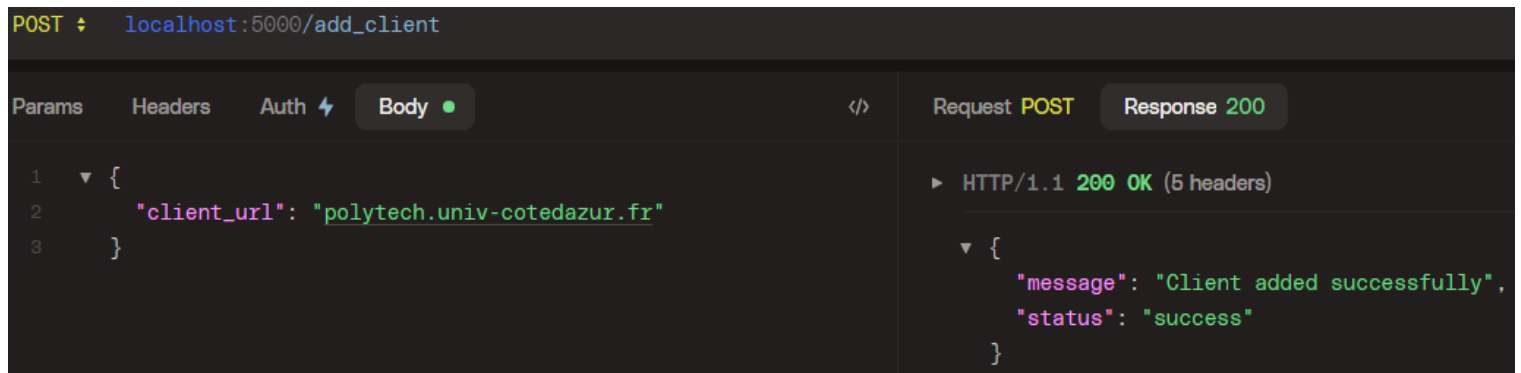 POST localhost:5000/add_client
Params Headers Auth Body </> Request POST Response 200
1 ▼ {
2 "client_url": "polytech.univ-cotedazur.fr"
3 }
▶ HTTP/1.1 200 OK (5 headers)
▼ {
"message": "Client added successfully",
"status": "success"
}